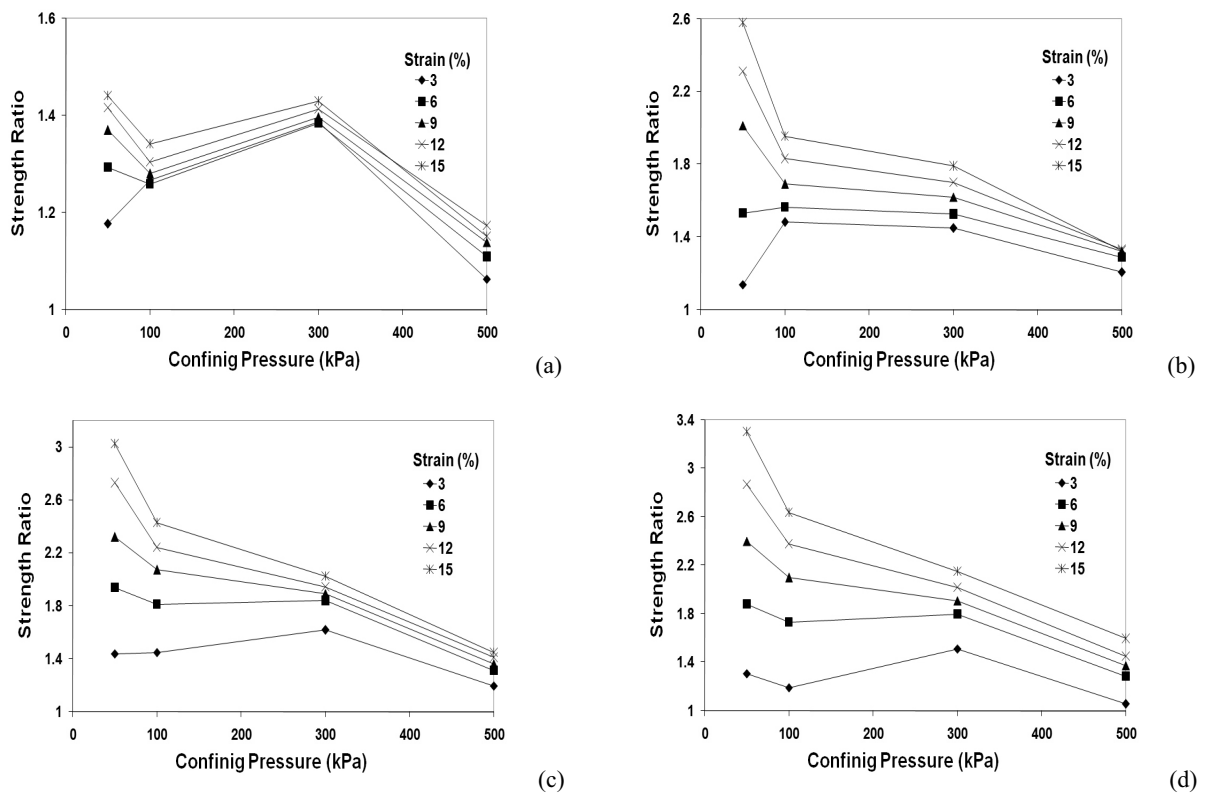 Strength Ratio
1.6
1.4
1.2
1
0 100 200 300 400 500
Confinig Pressure (kPa)
Strain (%)
3
6
9
12
15
(a)
Strength Ratio
2.6
2.2
1.8
1.4
1
0 100 200 300 400 500
Confinig Pressure (kPa)
Strain (%)
3
6
9
12
15
(b)
Strength Ratio
3
2.6
2.2
1.8
1.4
1
0 100 200 300 400 500
Confinig Pressure (kPa)
Strain (%)
3
6
9
12
15
(c)
Strength Ratio
3.4
3
2.6
2.2
1.8
1.4
1
0 100 200 300 400 500
Confinig Pressure (kPa)
Strain (%)
3
6
9
12
15
(d)